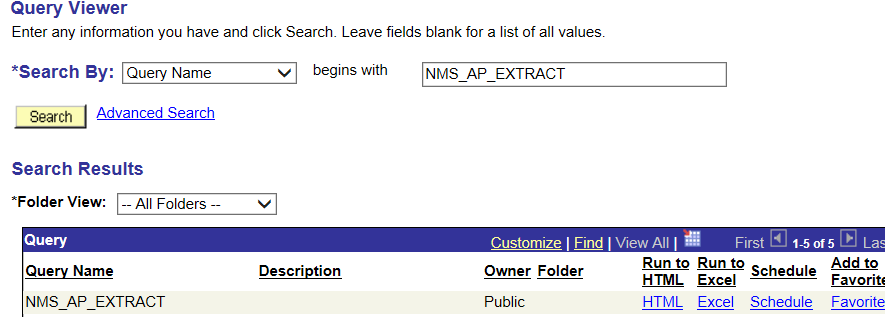 Query Viewer
Enter any information you have and click Search. Leave fields blank for a list of all values.
*Search By: Query Name begins with NMS_AP_EXTRACT
Search Advanced Search
Search Results
*Folder View: -- All Folders --
Query Customize | Find | View All | First 1-5 of 5 Las
Query Name Description Owner Folder Run to HTML Run to Excel Schedule Add to Favorite
NMS_AP_EXTRACT Public HTML Excel Schedule Favorite